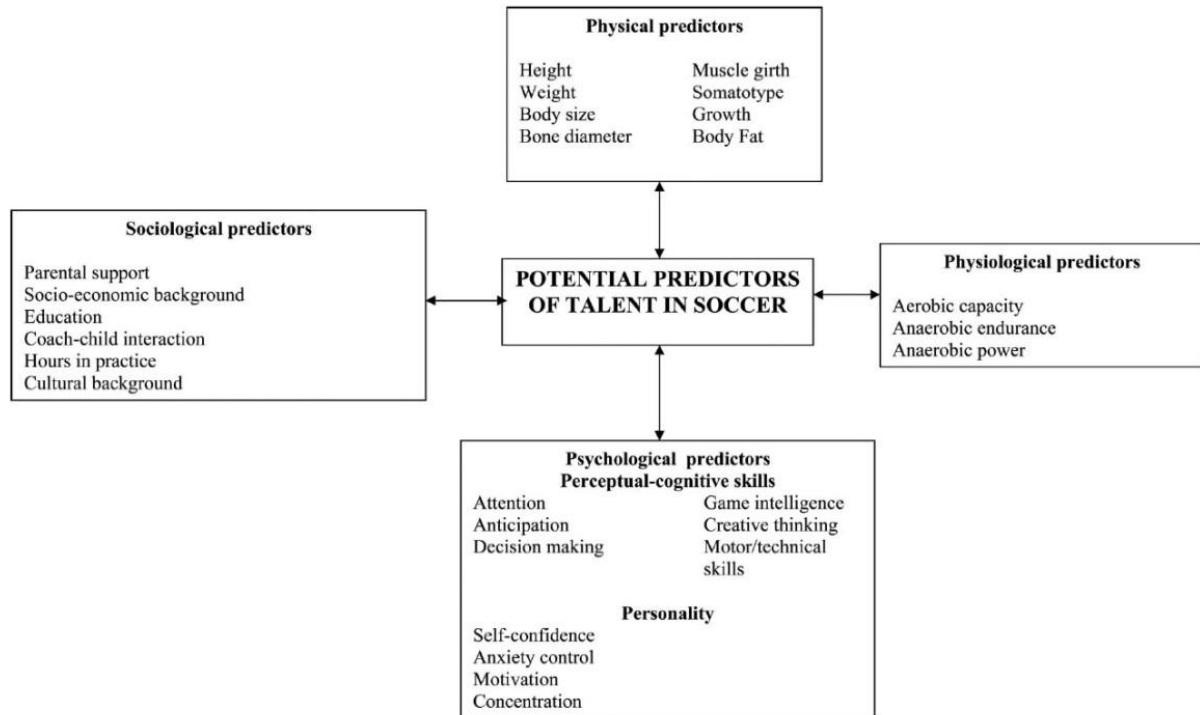 Physical predictors
Height Muscle girth
Weight Somatotype
Body size Growth
Bone diameter Body Fat
Sociological predictors
Parental support
Socio-economic background
Education
Coach-child interaction
Hours in practice
Cultural background
POTENTIAL PREDICTORS
OF TALENT IN SOCCER
Physiological predictors
Aerobic capacity
Anaerobic endurance
Anaerobic power
Psychological predictors
Perceptual-cognitive skills
Attention Game intelligence
Anticipation Creative thinking
Decision making Motor/technical
skills
Personality
Self-confidence
Anxiety control
Motivation
Concentration